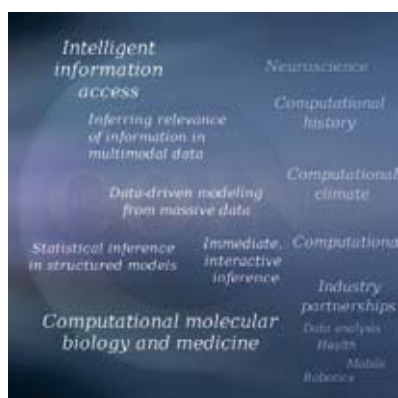 Intelligent
information
access
Neuroscience
Computational
history
Inferring relevance
of information in
multimodal data
Computational
climate
Data-driven modeling
from massive data
Statistical inference
in structured models
Immediate,
interactive
inference
Computational
Industry
partnerships
Computational molecular
biology and medicine
Data analysis
Health
Mobile
Robotics